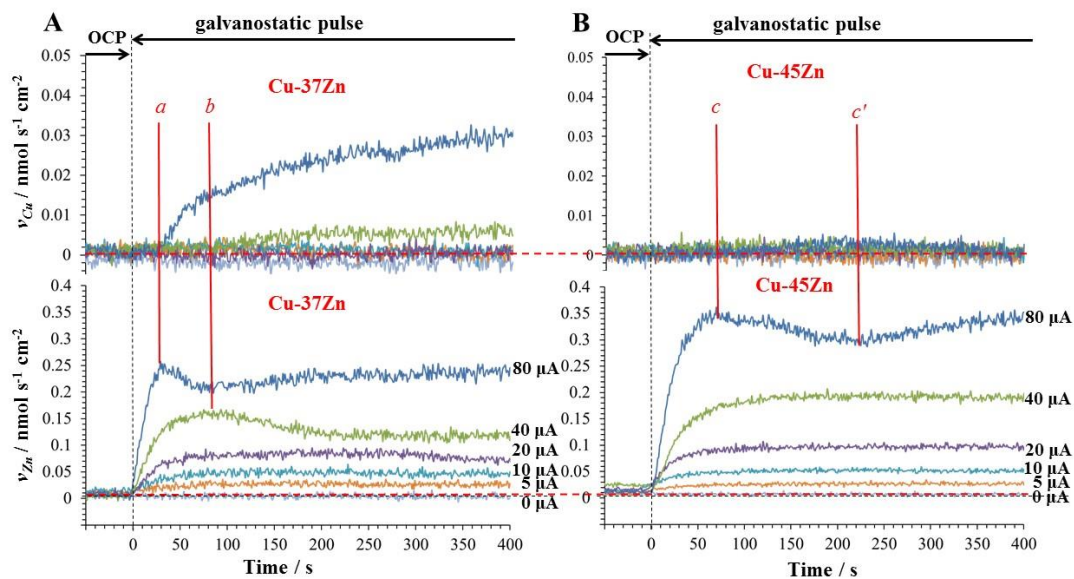 A
galvanostatic pulse
OCP
Cu-37Zn
a
b
v_Cu / nmol s⁻¹ cm⁻²
0.05
0.04
0.03
0.02
0.01
0
Cu-37Zn
v_Zn / nmol s⁻¹ cm⁻²
0.4
0.35
0.3
0.25
0.2
0.15
0.1
0.05
0
80 µA
40 µA
20 µA
10 µA
5 µA
0 µA
0 50 100 150 200 250 300 350 400
Time / s
B
galvanostatic pulse
OCP
Cu-45Zn
c
c'
0.05
0.04
0.03
0.02
0.01
0
Cu-45Zn
0.4
0.35
0.3
0.25
0.2
0.15
0.1
0.05
0
80 µA
40 µA
20 µA
10 µA
5 µA
0 µA
0 50 100 150 200 250 300 350 400
Time / s